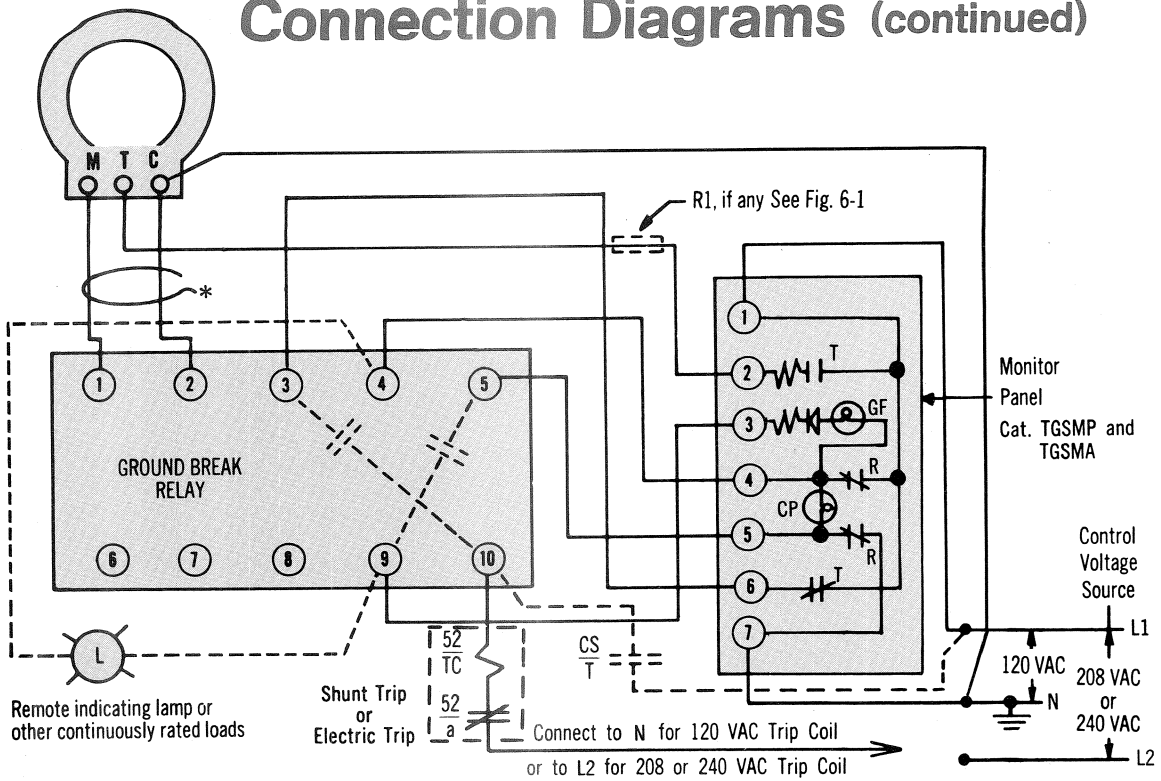 Connection Diagrams (continued)
M T C
R1, if any See Fig. 6-1
*
1 2 3 4 5
GROUND BREAK
RELAY
6 7 8 9 10
1
2 T
3 GF
4 R
CP
5 R
6 T
7
Monitor
Panel
Cat. TGSMP and
TGSMA
Control
Voltage
Source
L1
120 VAC
N
208 VAC
or
240 VAC
L2
L
Remote indicating lamp or
other continuously rated loads
Shunt Trip
or
Electric Trip
52
TC
52
a
CS
T
Connect to N for 120 VAC Trip Coil
or to L2 for 208 or 240 VAC Trip Coil